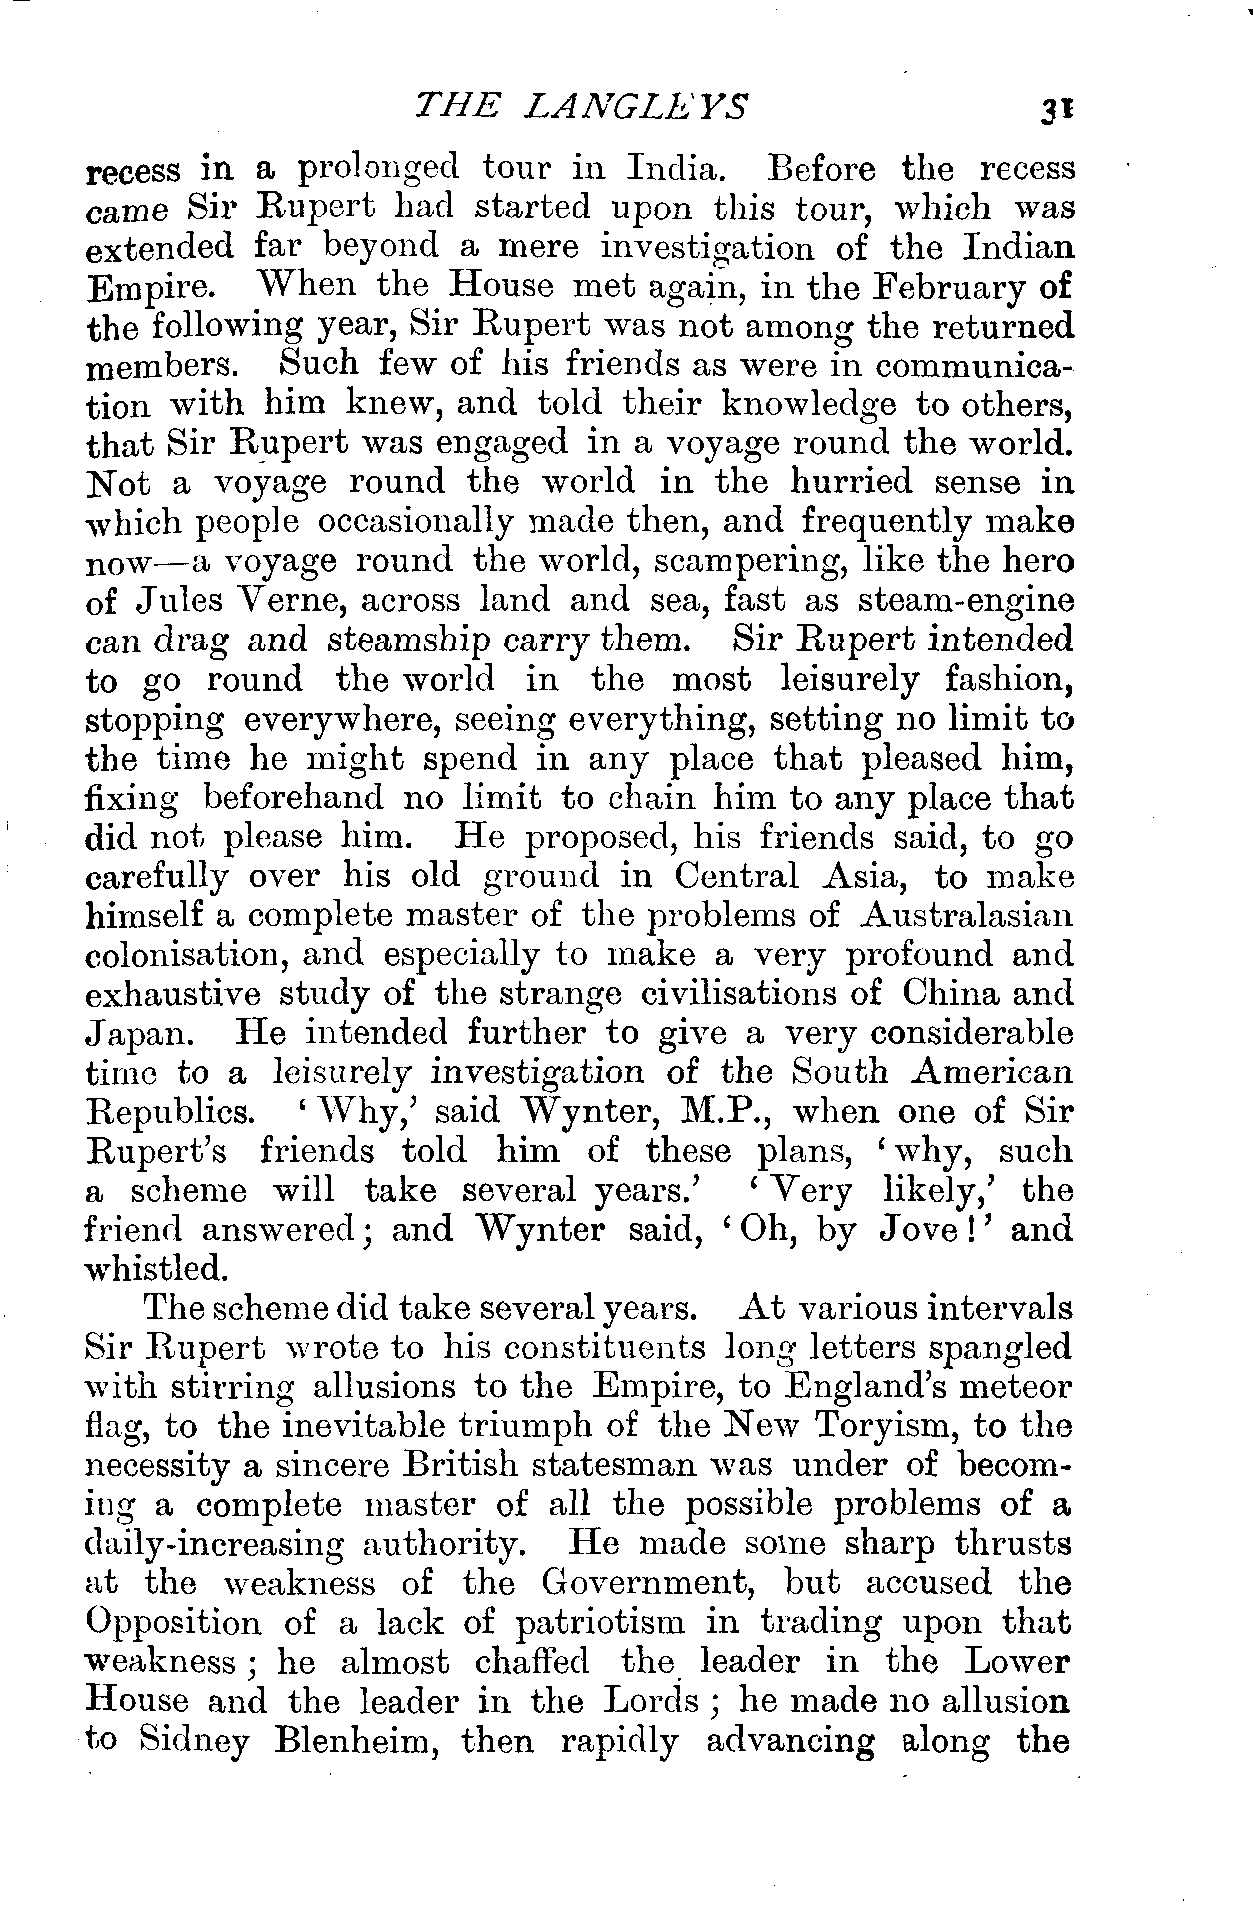 THE LANGLEYS 31
recess in a prolonged tour in India. Before the recess
came Sir Rupert had started upon this tour, which was
extended far beyond a mere investigation of the Indian
Empire. When the House met again, in the February of
the following year, Sir Rupert was not among the returned
members. Such few of his friends as were in communica-
tion with him knew, and told their knowledge to others,
that Sir Rupert was engaged in a voyage round the world.
Not a voyage round the world in the hurried sense in
which people occasionally made then, and frequently make
now—a voyage round the world, scampering, like the hero
of Jules Verne, across land and sea, fast as steam-engine
can drag and steamship carry them. Sir Rupert intended
to go round the world in the most leisurely fashion,
stopping everywhere, seeing everything, setting no limit to
the time he might spend in any place that pleased him,
fixing beforehand no limit to chain him to any place that
did not please him. He proposed, his friends said, to go
carefully over his old ground in Central Asia, to make
himself a complete master of the problems of Australasian
colonisation, and especially to make a very profound and
exhaustive study of the strange civilisations of China and
Japan. He intended further to give a very considerable
time to a leisurely investigation of the South American
Republics. ‘Why,’ said Wynter, M.P., when one of Sir
Rupert’s friends told him of these plans, ‘why, such
a scheme will take several years.’ ‘Very likely,’ the
friend answered; and Wynter said, ‘Oh, by Jove!’ and
whistled.
The scheme did take several years. At various intervals
Sir Rupert wrote to his constituents long letters spangled
with stirring allusions to the Empire, to England’s meteor
flag, to the inevitable triumph of the New Toryism, to the
necessity a sincere British statesman was under of becom-
ing a complete master of all the possible problems of a
daily-increasing authority. He made some sharp thrusts
at the weakness of the Government, but accused the
Opposition of a lack of patriotism in trading upon that
weakness; he almost chaffed the leader in the Lower
House and the leader in the Lords; he made no allusion
to Sidney Blenheim, then rapidly advancing along the